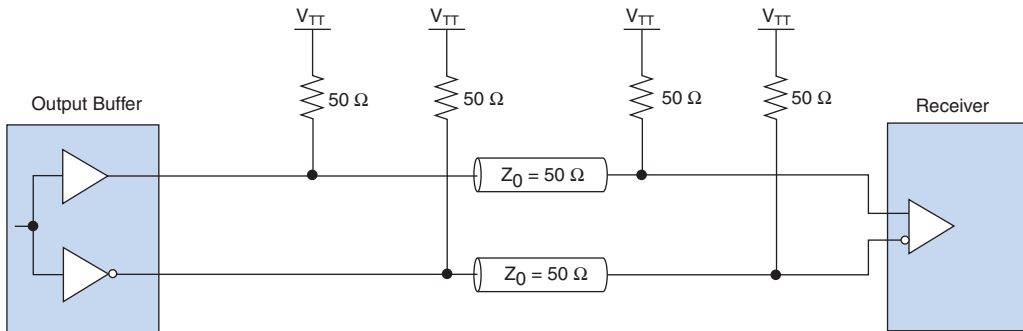 V_TT V_TT V_TT V_TT
50 Ω 50 Ω 50 Ω 50 Ω
Output Buffer Receiver
Z_0 = 50 Ω
Z_0 = 50 Ω